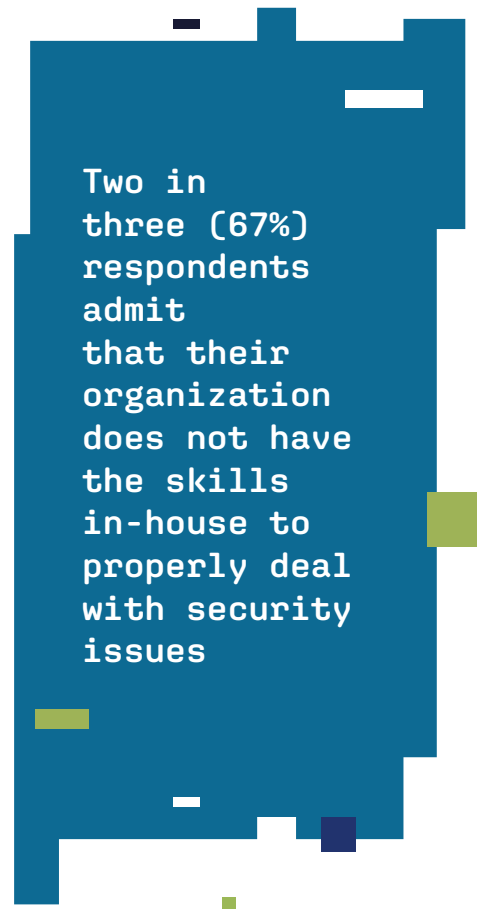 Two in
three (67%)
respondents
admit
that their
organization
does not have
the skills
in-house to
properly deal
with security
issues